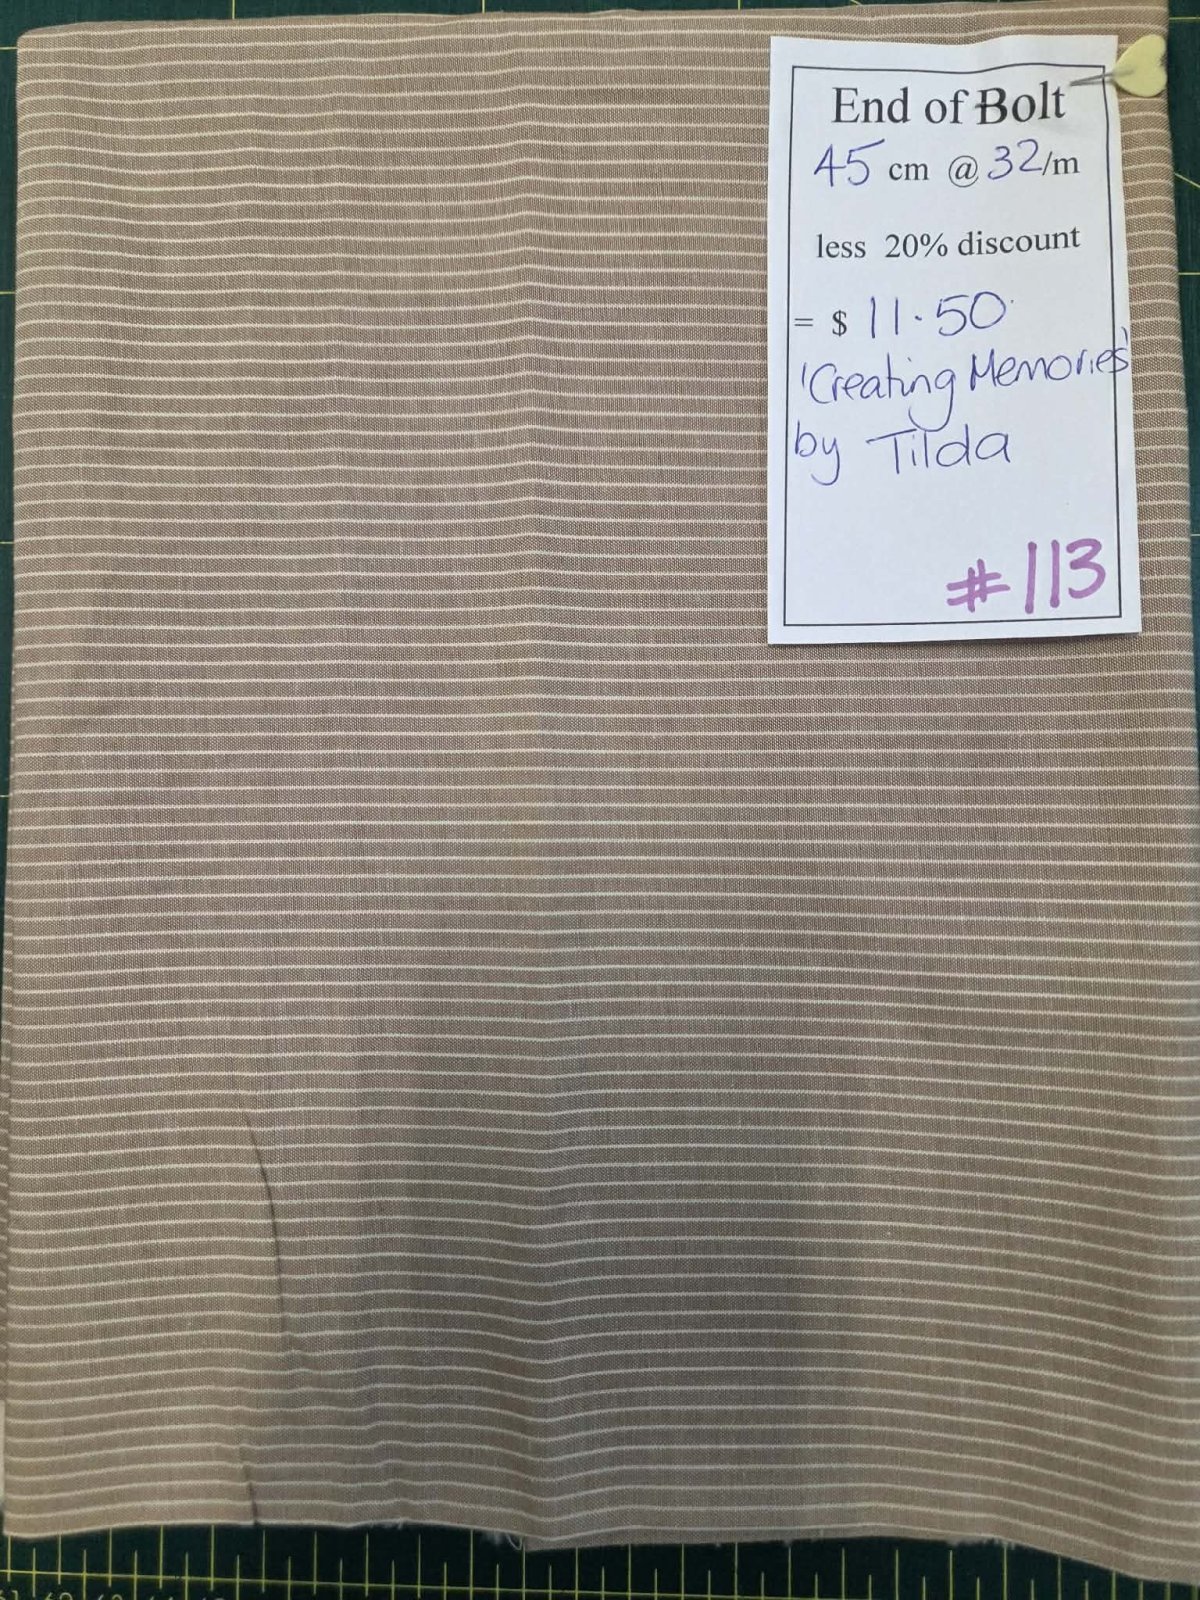 End of Bolt
45 cm @ 32/m
less 20% discount
= $ 11.50
'Creating Memories'
by Tilda
#113